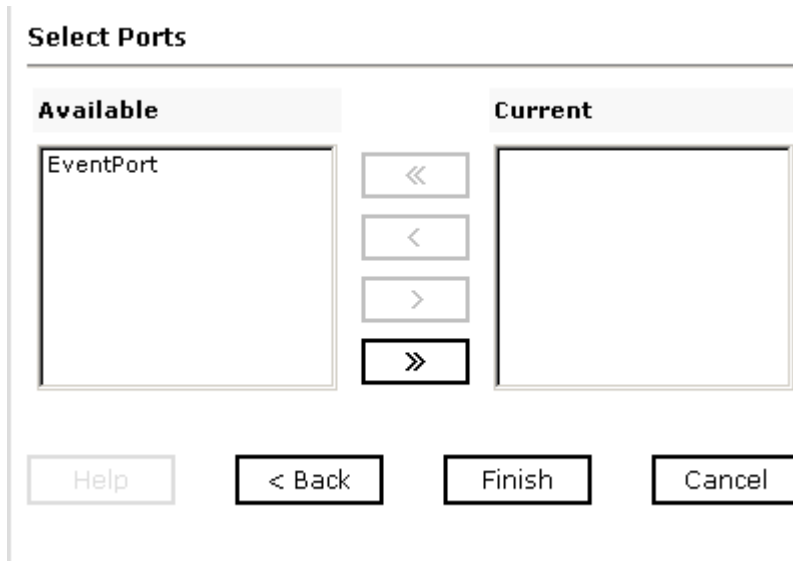 Select Ports
Available Current
EventPort
«
<
>
»
Help < Back Finish Cancel